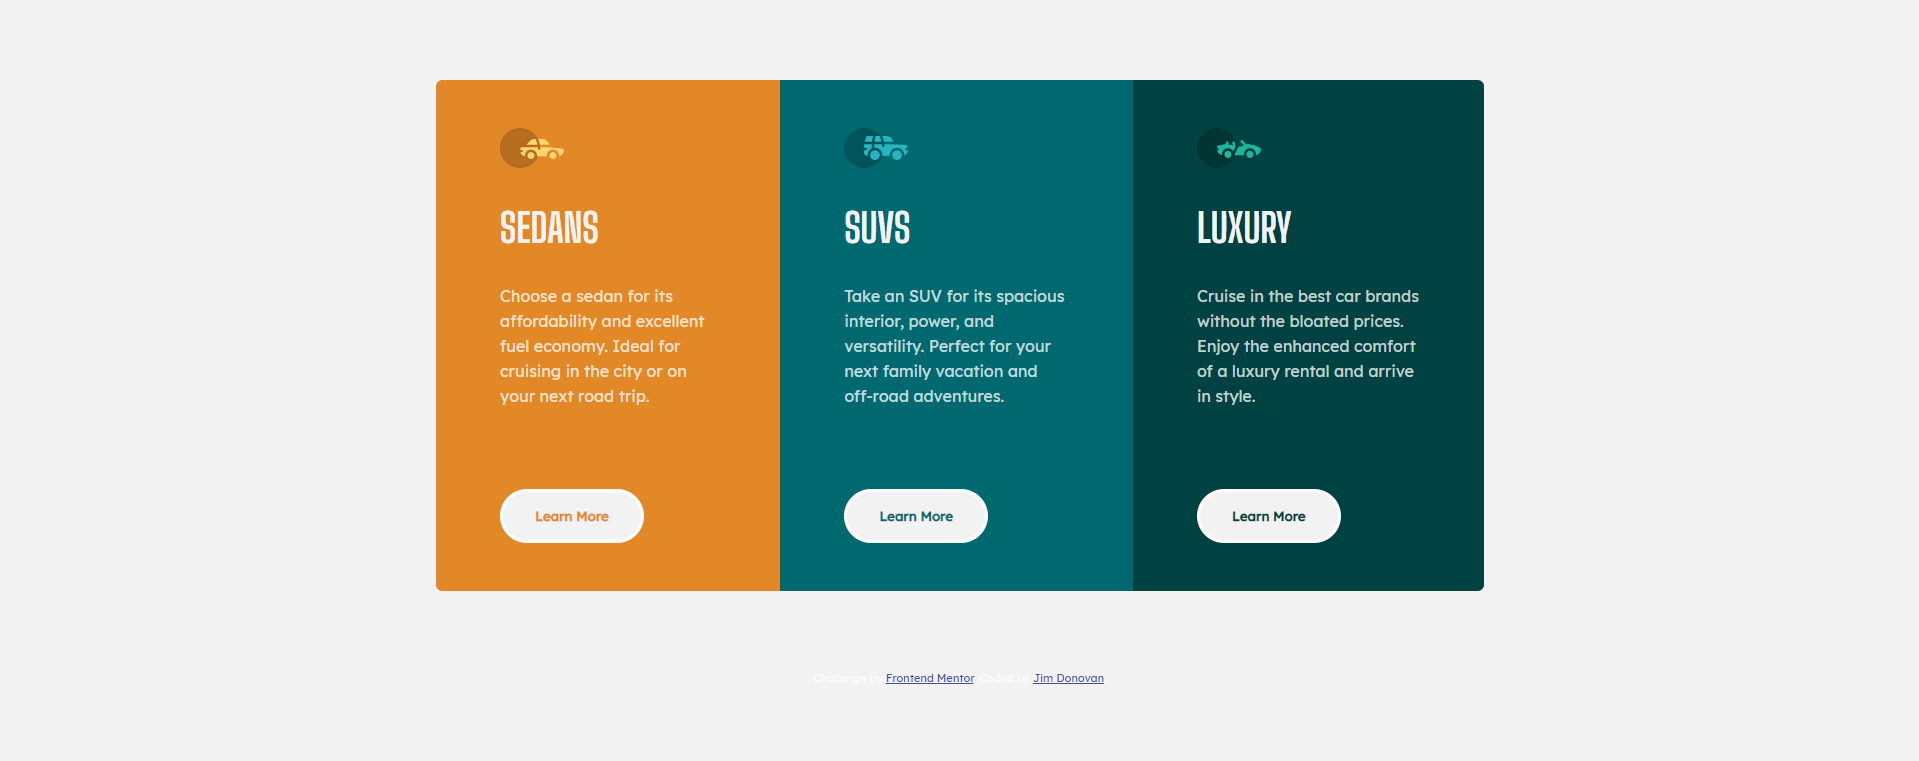 SEDANS
Choose a sedan for its
affordability and excellent
fuel economy. Ideal for
cruising in the city or on
your next road trip.
Learn More
SUVS
Take an SUV for its spacious
interior, power, and
versatility. Perfect for your
next family vacation and
off-road adventures.
Learn More
LUXURY
Cruise in the best car brands
without the bloated prices.
Enjoy the enhanced comfort
of a luxury rental and arrive
in style.
Learn More
Challenge by Frontend Mentor. Coded by Jim Donovan